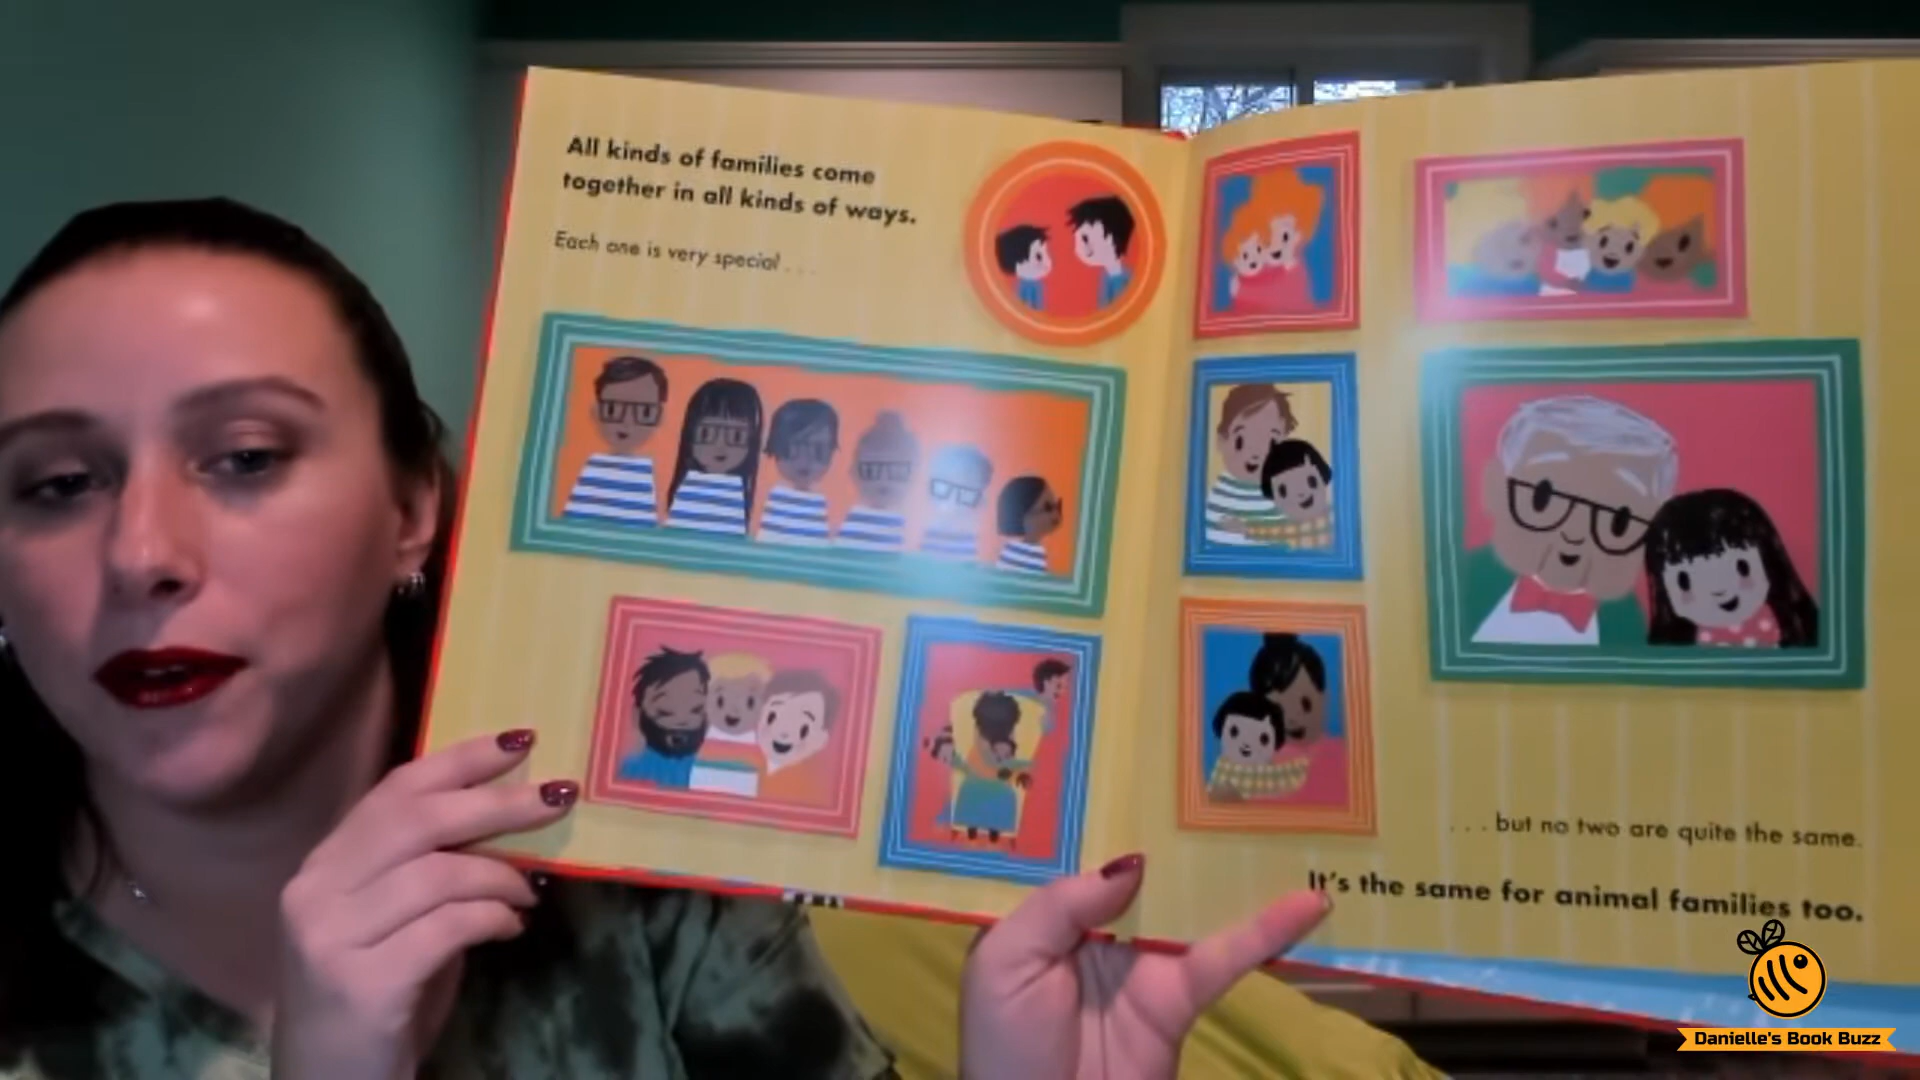 All kinds of families come
together in all kinds of ways.
Each one is very special . . .
. . . but no two are quite the same.
It's the same for animal families too.
Danielle's Book Buzz